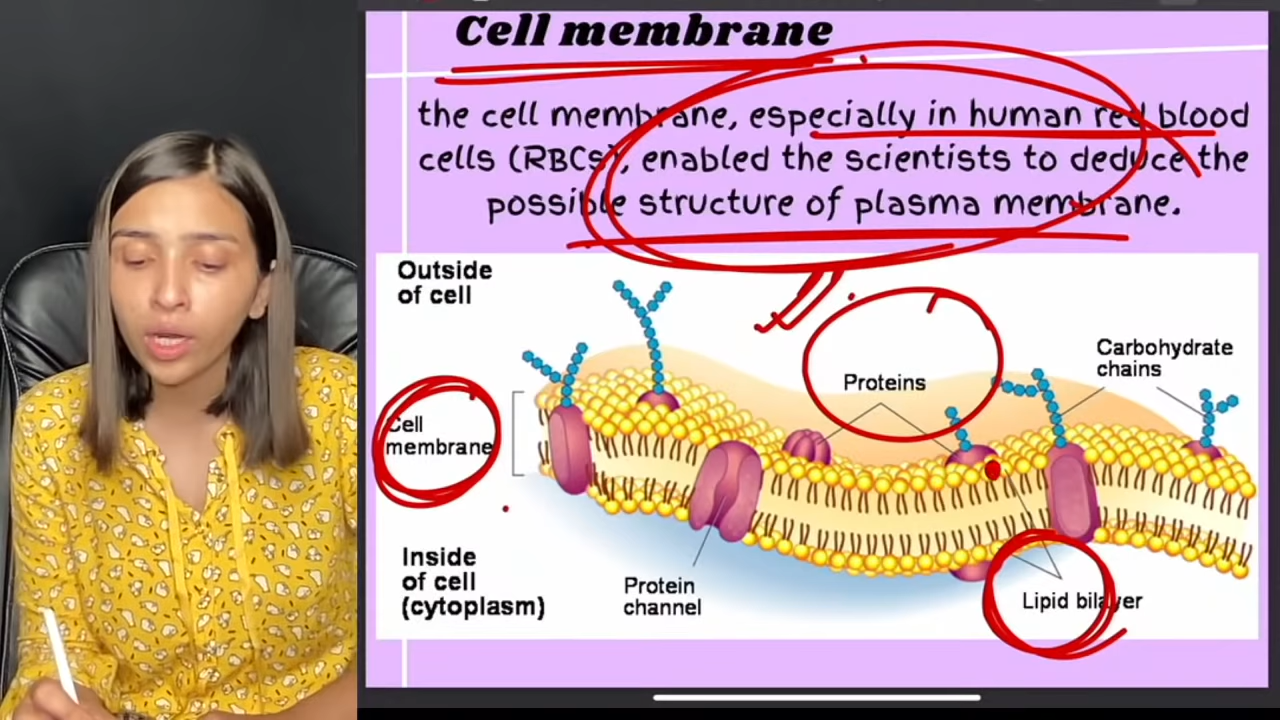 Cell membrane
the cell membrane, especially in human red blood
cells (RBCs), enabled the scientists to deduce the
possible structure of plasma membrane.
Outside
of cell
Carbohydrate
chains
Proteins
Cell
membrane
Inside
of cell
(cytoplasm)
Protein
channel
Lipid bilayer